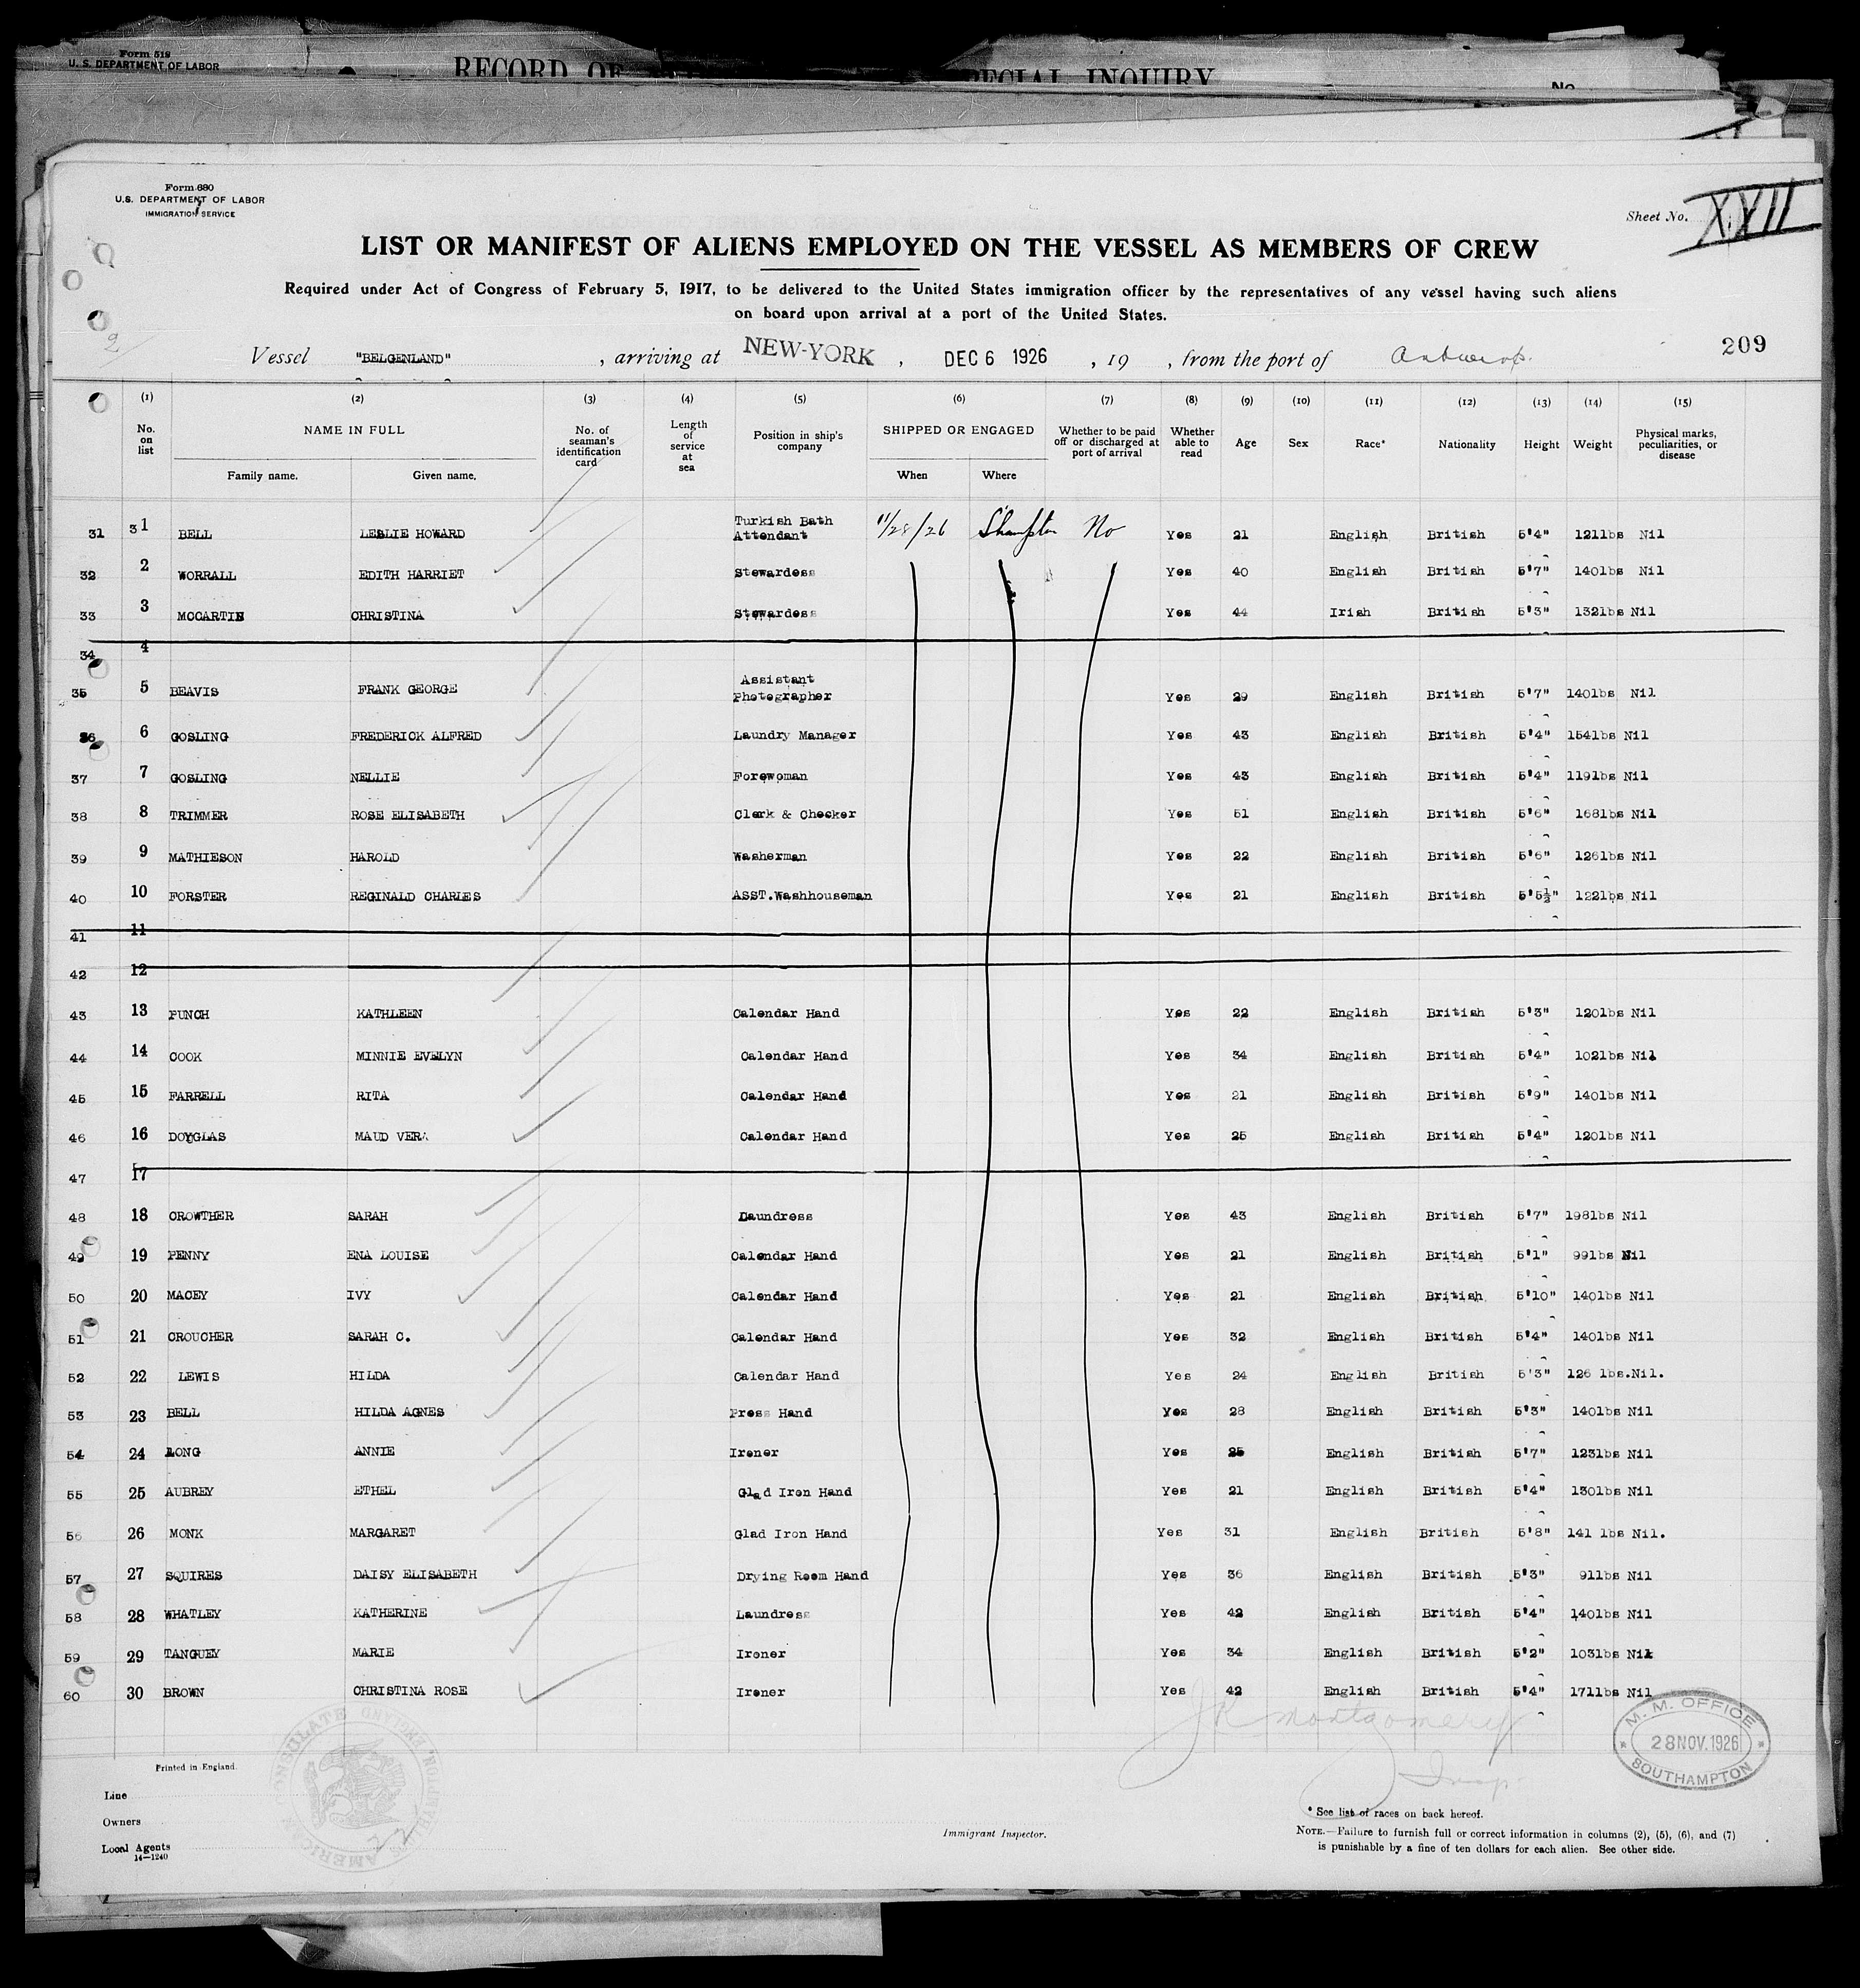 Form 519
U. S. DEPARTMENT OF LABOR
RECORD OF SPECIAL INQUIRY
No
Form 680
U.S. DEPARTMENT OF LABOR
IMMIGRATION SERVICE
Sheet No. XXII
LIST OR MANIFEST OF ALIENS EMPLOYED ON THE VESSEL AS MEMBERS OF CREW
Required under Act of Congress of February 5, 1917, to be delivered to the United States immigration officer by the representatives of any vessel having such aliens
on board upon arrival at a port of the United States.
Vessel "BELGENLAND" , arriving at NEW-YORK , DEC 6 1926 , 19 , from the port of Antwerp. 209
(1) (2) (3) (4) (5) (6) (7) (8) (9) (10) (11) (12) (13) (14) (15)
No. on list NAME IN FULL Family name. Given name. No. of seaman's identification card Length of service at sea Position in ship's company SHIPPED OR ENGAGED When Where Whether to be paid off or discharged at port of arrival Whether able to read Age Sex Race* Nationality Height Weight Physical marks, peculiarities, or disease
31 31 BELL LESLIE HOWARD Turkish Bath Attendant 11/28/26 S'hampton No Yes 21 English British 5'4" 121lbs Nil
32 2 WORRALL EDITH HARRIET Stewardess Yes 40 English British 5'7" 140lbs Nil
33 3 MCCARTIN CHRISTINA Stewardess Yes 44 Irish British 5'3" 132lbs Nil
34 4
35 5 BEAVIS FRANK GEORGE Assistant Photographer Yes 29 English British 5'7" 140lbs Nil
36 6 GOSLING FREDERICK ALFRED Laundry Manager Yes 43 English British 5'4" 154lbs Nil
37 7 GOSLING NELLIE Forewoman Yes 43 English British 5'4" 119lbs Nil
38 8 TRIMMER ROSE ELISABETH Clerk & Checker Yes 51 English British 5'6" 168lbs Nil
39 9 MATHIESON HAROLD Washerman Yes 22 English British 5'6" 126lbs Nil
40 10 FORSTER REGINALD CHARLES ASST.Washhouseman Yes 21 English British 5'5½" 122lbs Nil
41 11
42 12
43 13 PUNCH KATHLEEN Calendar Hand Yes 22 English British 5'3" 120lbs Nil
44 14 COOK MINNIE EVELYN Calendar Hand Yes 34 English British 5'4" 102lbs Nil
45 15 FARRELL RITA Calendar Hand Yes 21 English British 5'9" 140lbs Nil
46 16 DOYGLAS MAUD VERA Calendar Hand Yes 25 English British 5'4" 120lbs Nil
47 17
48 18 CROWTHER SARAH Laundress Yes 43 English British 5'7" 198lbs Nil
49 19 PENNY ENA LOUISE Calendar Hand Yes 21 English British 5'1" 99lbs Nil
50 20 MACEY IVY Calendar Hand Yes 21 English British 5'10" 140lbs Nil
51 21 CROUCHER SARAH C. Calendar Hand Yes 32 English British 5'4" 140lbs Nil
52 22 LEWIS HILDA Calendar Hand Yes 24 English British 5'3" 126 lbs.Nil.
53 23 BELL HILDA AGNES Press Hand Yes 28 English British 5'3" 140lbs Nil
54 24 LONG ANNIE Ironer Yes 25 English British 5'7" 123lbs Nil
55 25 AUBREY ETHEL Glad Iron Hand Yes 21 English British 5'4" 130lbs Nil
56 26 MONK MARGARET Glad Iron Hand Yes 31 English British 5'8" 141 lbs Nil.
57 27 SQUIRES DAISY ELISABETH Drying Room Hand Yes 36 English British 5'3" 91lbs Nil
58 28 WHATLEY KATHERINE Laundress Yes 42 English British 5'4" 140lbs Nil
59 29 TANGUEY MARIE Ironer Yes 34 English British 5'2" 103lbs Nil
60 30 BROWN CHRISTINA ROSE Ironer Yes 42 English British 5'4" 171lbs Nil
JR Montgomery
Insp.
M. M. OFFICE
28 NOV. 1926
SOUTHAMPTON
Printed in England.
Line
Owners
Local Agents
14—1240
Immigrant Inspector.
* See list of races on back hereof.
NOTE.—Failure to furnish full or correct information in columns (2), (5), (6), and (7)
is punishable by a fine of ten dollars for each alien. See other side.